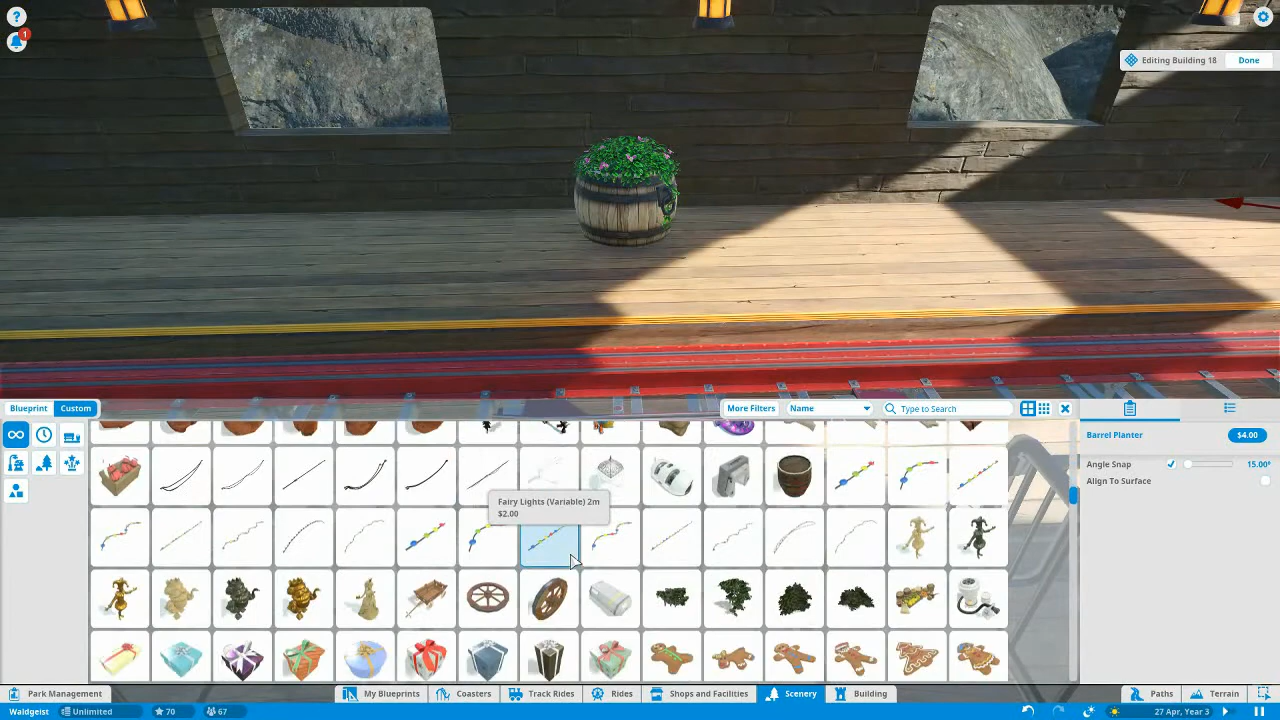 ?
1
Editing Building 18
Done
Blueprint
Custom
More Filters
Name
Type to Search
Barrel Planter
$4.00
Angle Snap
15.00°
Align To Surface
Fairy Lights (Variable) 2m
$2.00
Park Management
My Blueprints
Coasters
Track Rides
Rides
Shops and Facilities
Scenery
Building
Paths
Terrain
Waldgeist
Unlimited
70
67
27 Apr, Year 3